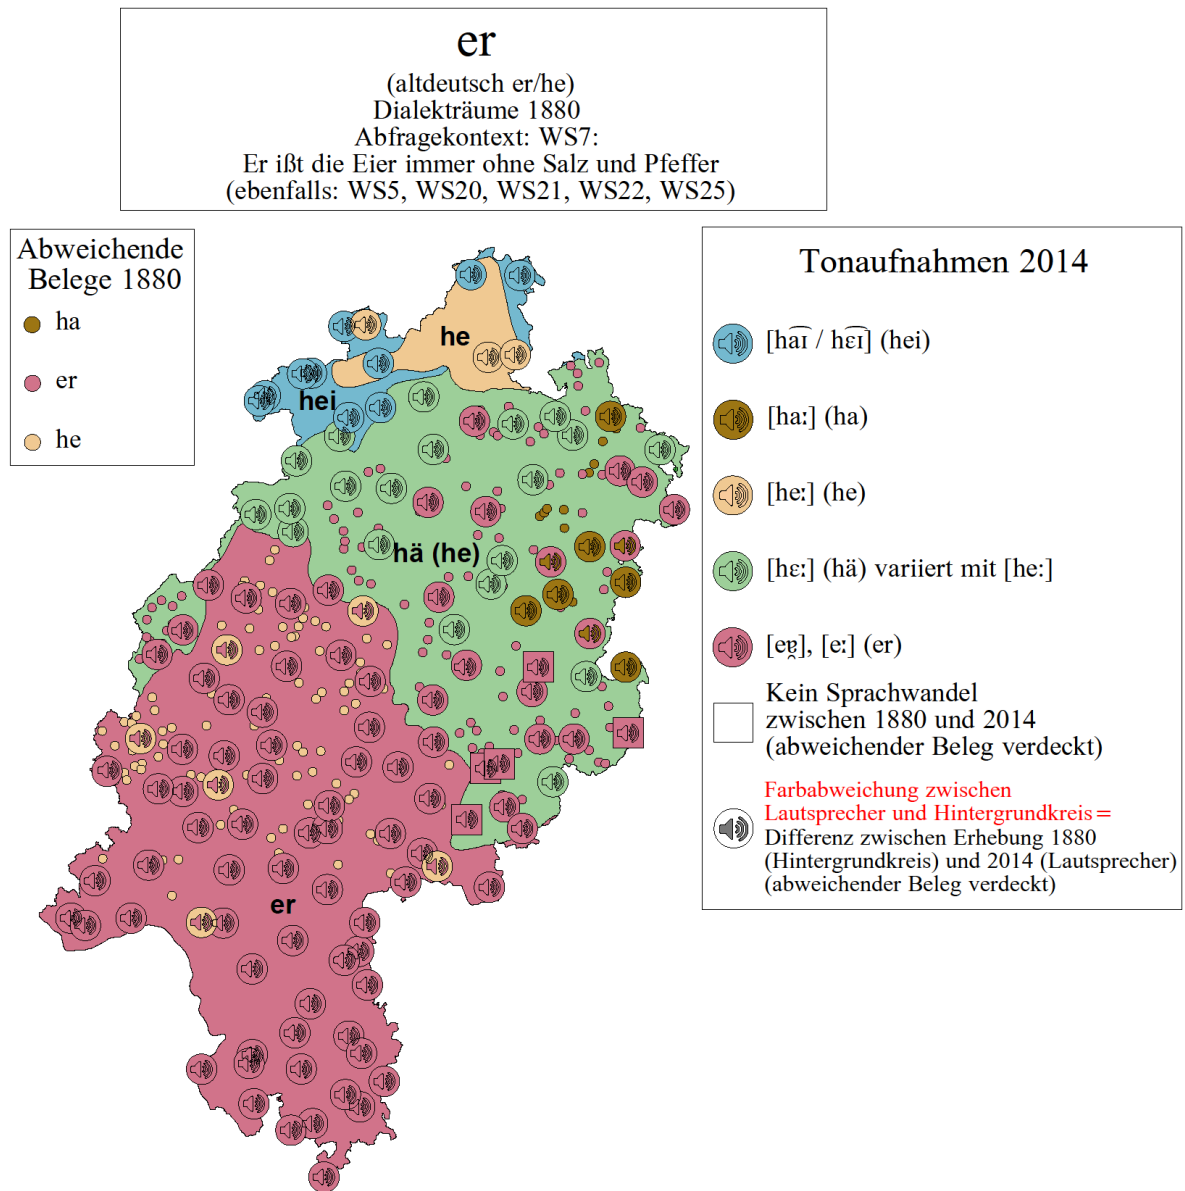 er
(altdeutsch er/he)
Dialekträume 1880
Abfragekontext: WS7:
Er ißt die Eier immer ohne Salz und Pfeffer
(ebenfalls: WS5, WS20, WS21, WS22, WS25)
Abweichende
Belege 1880
ha
er
he
he
hei
hä (he)
er
Tonaufnahmen 2014
[ha͡ɪ / hɛ͡ɪ] (hei)
[haː] (ha)
[heː] (he)
[hɛː] (hä) variiert mit [he:]
[eɐ̯], [eː] (er)
Kein Sprachwandel
zwischen 1880 und 2014
(abweichender Beleg verdeckt)
Farbabweichung zwischen
Lautsprecher und Hintergrundkreis=
Differenz zwischen Erhebung 1880
(Hintergrundkreis) und 2014 (Lautsprecher)
(abweichender Beleg verdeckt)